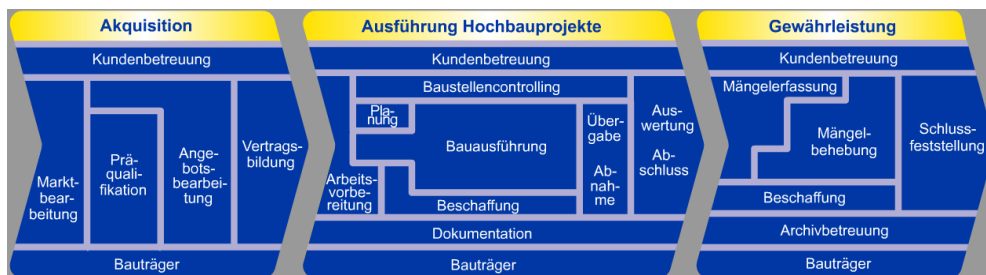 Akquisition
Kundenbetreuung
Markt-
bear-
beitung
Prä-
quali-
fikation
Ange-
bots-
bearbei-
tung
Vertrags-
bildung
Bauträger
Ausführung Hochbauprojekte
Kundenbetreuung
Baustellencontrolling
Pla-
nung
Bauausführung
Arbeits-
vorbe-
reitung
Beschaffung
Über-
gabe
Ab-
nah-
me
Aus-
wertung
Ab-
schluss
Dokumentation
Bauträger
Gewährleistung
Kundenbetreuung
Mängelerfassung
Mängel-
behebung
Beschaffung
Schluss-
feststellung
Archivbetreuung
Bauträger